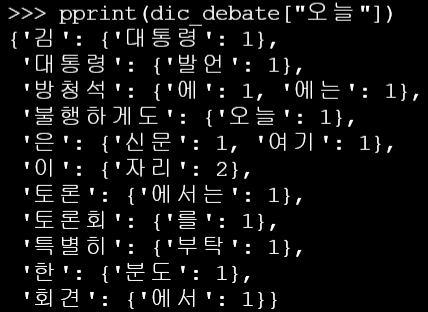 >>> pprint(dic_debate["오늘"])
{'김': {'대통령': 1},
 '대통령': {'발언': 1},
 '방청석': {'에': 1, '에는': 1},
 '불행하게도': {'오늘': 1},
 '은': {'신문': 1, '여기': 1},
 '이': {'자리': 2},
 '토론': {'에서는': 1},
 '토론회': {'를': 1},
 '특별히': {'부탁': 1},
 '한': {'분도': 1},
 '회견': {'에서': 1}}